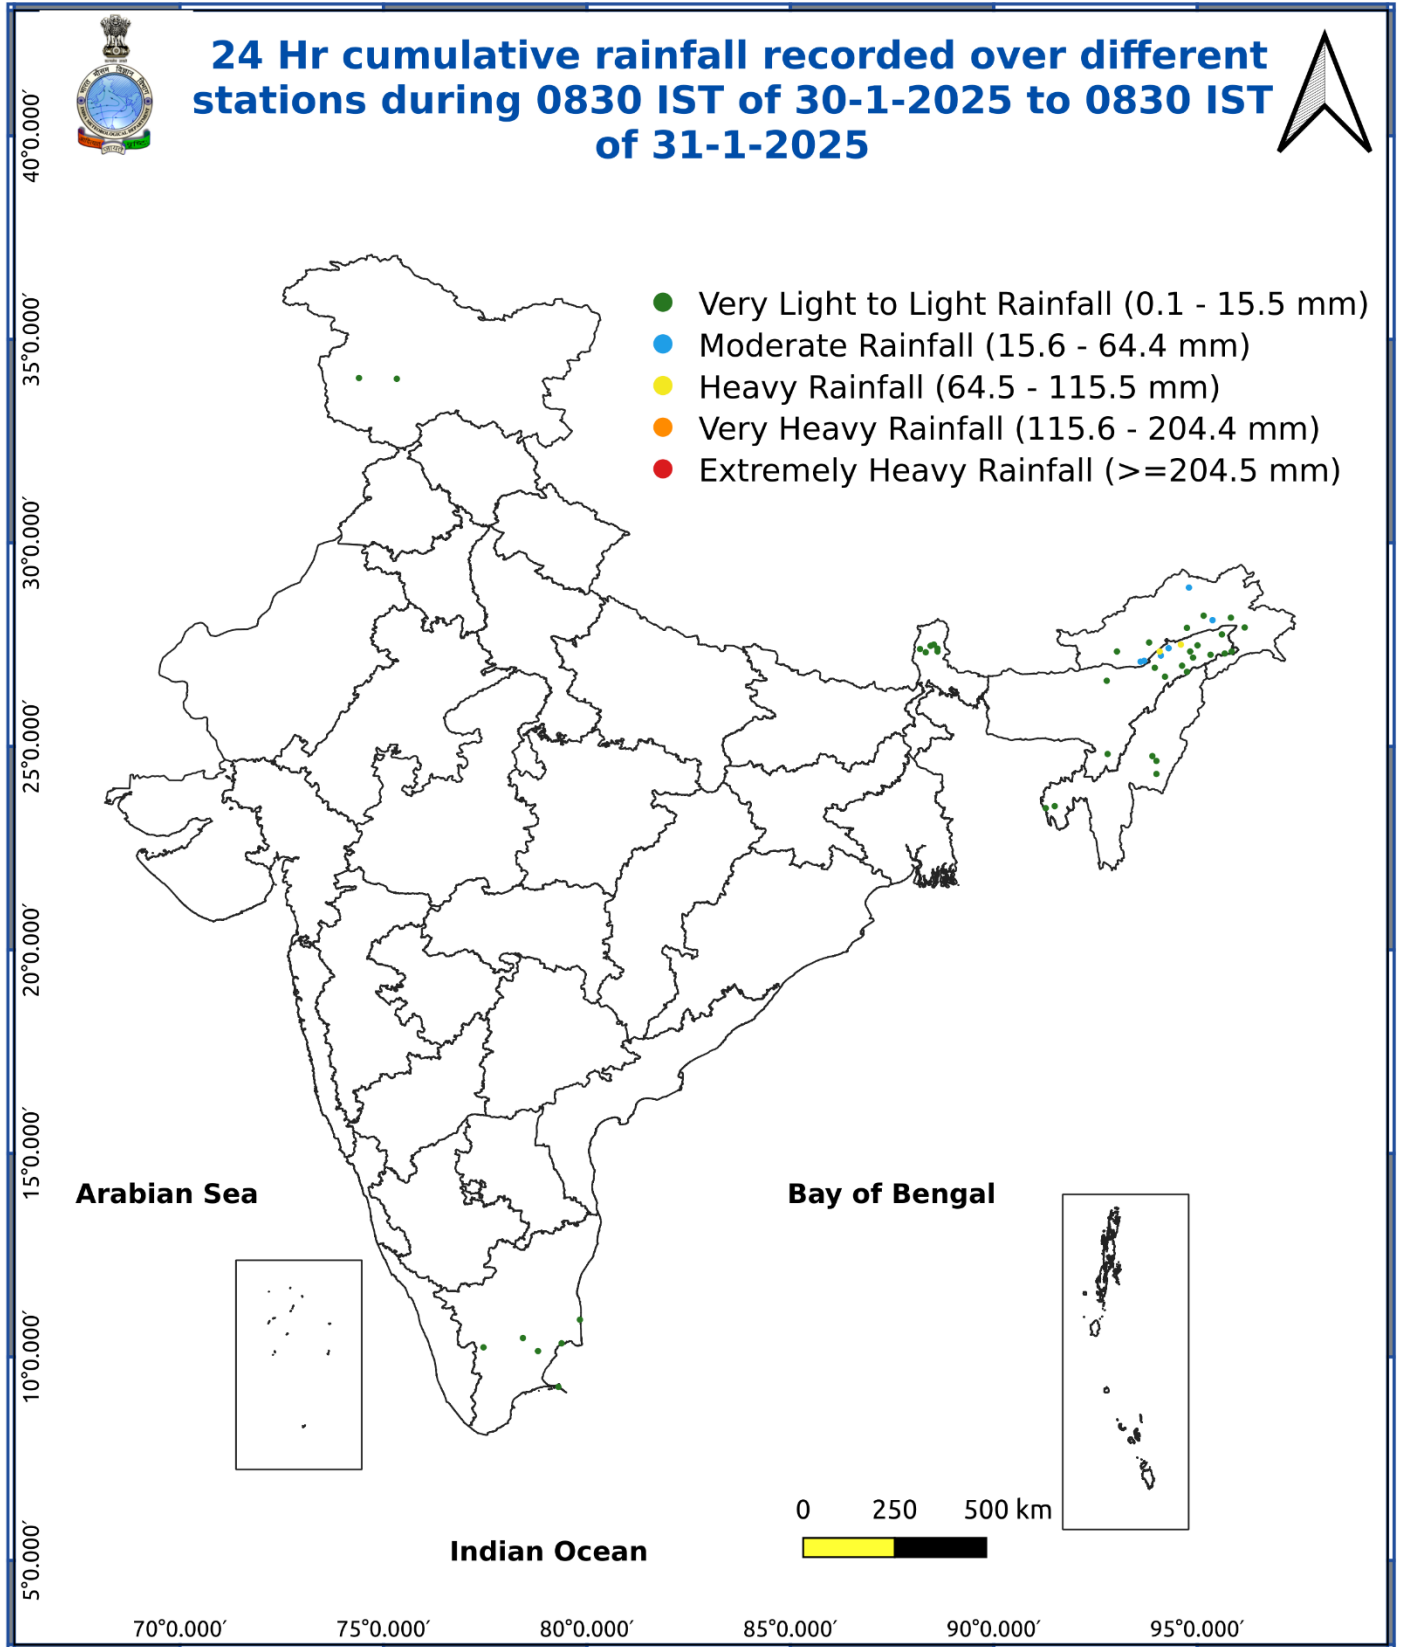 24 Hr cumulative rainfall recorded over different
stations during 0830 IST of 30-1-2025 to 0830 IST
of 31-1-2025
Very Light to Light Rainfall (0.1 - 15.5 mm)
Moderate Rainfall (15.6 - 64.4 mm)
Heavy Rainfall (64.5 - 115.5 mm)
Very Heavy Rainfall (115.6 - 204.4 mm)
Extremely Heavy Rainfall (>=204.5 mm)
40°0.000′
35°0.000′
30°0.000′
25°0.000′
20°0.000′
15°0.000′
10°0.000′
5°0.000′
Arabian Sea
Bay of Bengal
Indian Ocean
0 250 500 km
70°0.000′ 75°0.000′ 80°0.000′ 85°0.000′ 90°0.000′ 95°0.000′